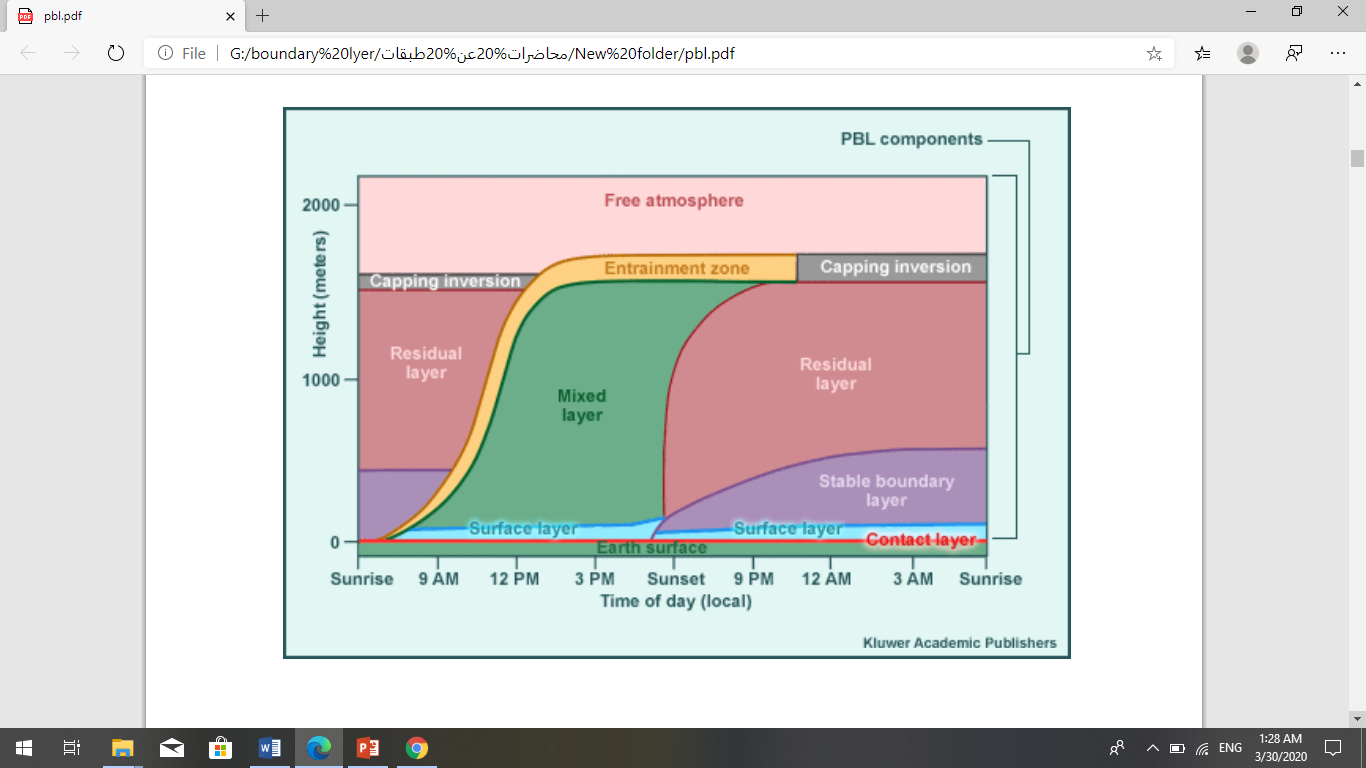 pbl.pdf
File
G:/boundary%20lyer/محاضرات%20عن%20طبقات/New%20folder/pbl.pdf
PBL components
Free atmosphere
2000
Entrainment zone
Capping inversion
Capping inversion
Height (meters)
Residual
layer
Residual
layer
1000
Mixed
layer
Stable boundary
layer
Surface layer
Surface layer
Contact layer
0
Earth surface
Sunrise 9 AM 12 PM 3 PM Sunset 9 PM 12 AM 3 AM Sunrise
Time of day (local)
Kluwer Academic Publishers
ENG
1:28 AM
3/30/2020